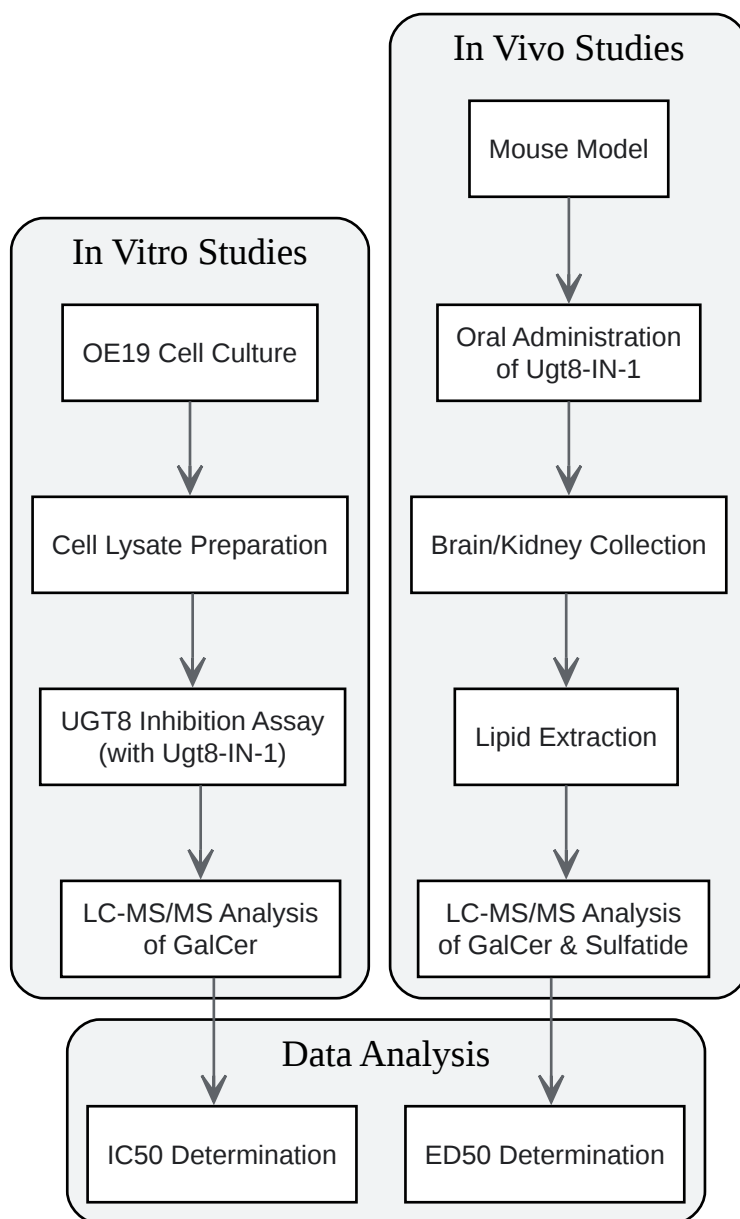 In Vitro Studies
OE19 Cell Culture
Cell Lysate Preparation
UGT8 Inhibition Assay
(with Ugt8-IN-1)
LC-MS/MS Analysis
of GalCer
In Vivo Studies
Mouse Model
Oral Administration
of Ugt8-IN-1
Brain/Kidney Collection
Lipid Extraction
LC-MS/MS Analysis
of GalCer & Sulfatide
Data Analysis
IC50 Determination
ED50 Determination